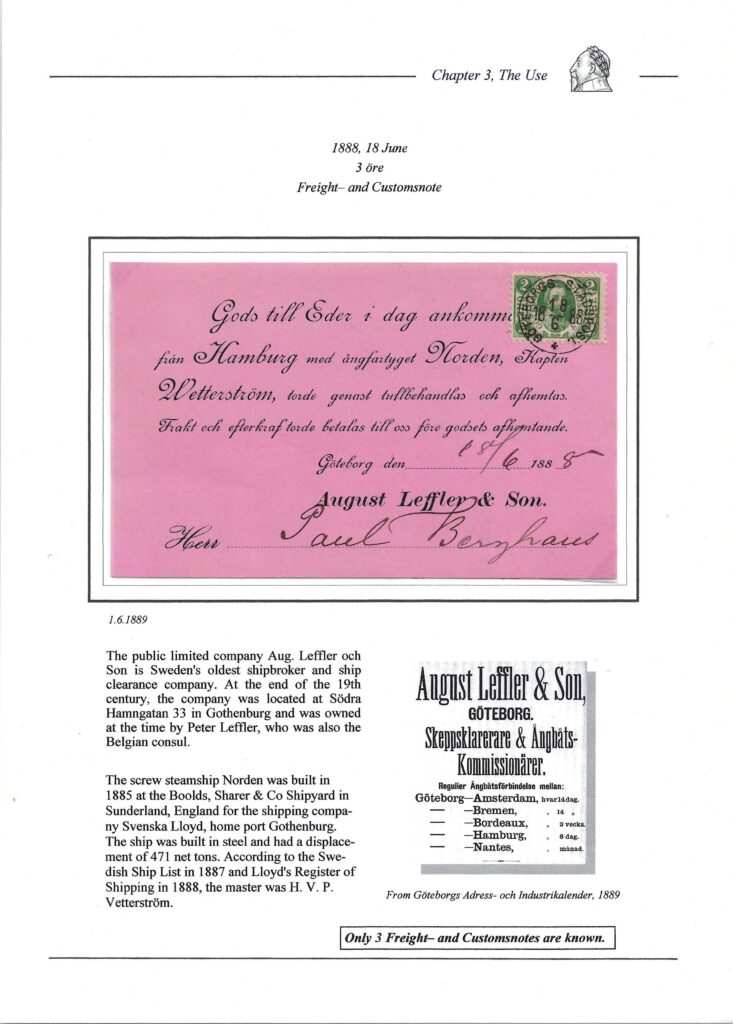 Chapter 3, The Use
1888, 18 June
3 öre
Freight– and Customsnote
Gods till Eder i dag ankomm
från Hamburg med ångfartyget Norden, Kapten
Wetterström, torde genast tullbehandlas och afhemtas.
Frakt och efterkraf torde betalas till oss före godsets afhemtande.
Göteborg den 18/6 1888
August Leffler & Son.
Herr Paul Berghaus
2
GÖTEBORGS STADSPOST
18
6
1.6.1889
The public limited company Aug. Leffler och
Son is Sweden's oldest shipbroker and ship
clearance company. At the end of the 19th
century, the company was located at Södra
Hamngatan 33 in Gothenburg and was owned
at the time by Peter Leffler, who was also the
Belgian consul.
The screw steamship Norden was built in
1885 at the Boolds, Sharer & Co Shipyard in
Sunderland, England for the shipping compa-
ny Svenska Lloyd, home port Gothenburg.
The ship was built in steel and had a displace-
ment of 471 net tons. According to the Swe-
dish Ship List in 1887 and Lloyd's Register of
Shipping in 1888, the master was H. V. P.
Vetterström.
August Leffler & Son,
GÖTEBORG.
Skeppsklarerare & Ångbåts-
Kommissionärer.
Regulier Ångbåtsförbindelse mellan:
Göteborg—Amsterdam, hvar 14 dag.
— —Bremen, „ 14 „
— —Bordeaux, „ 3 vecka.
— —Hamburg, „ 8 dag.
— —Nantes, „ månad.
From Göteborgs Adress- och Industrikalender, 1889
Only 3 Freight– and Customsnotes are known.